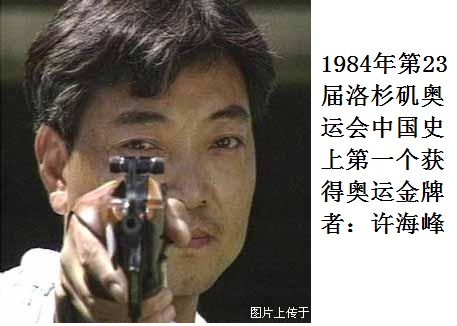 1984年第23
届洛杉矶奥
运会中国史
上第一个获
得奥运金牌
者：许海峰
图片上传于